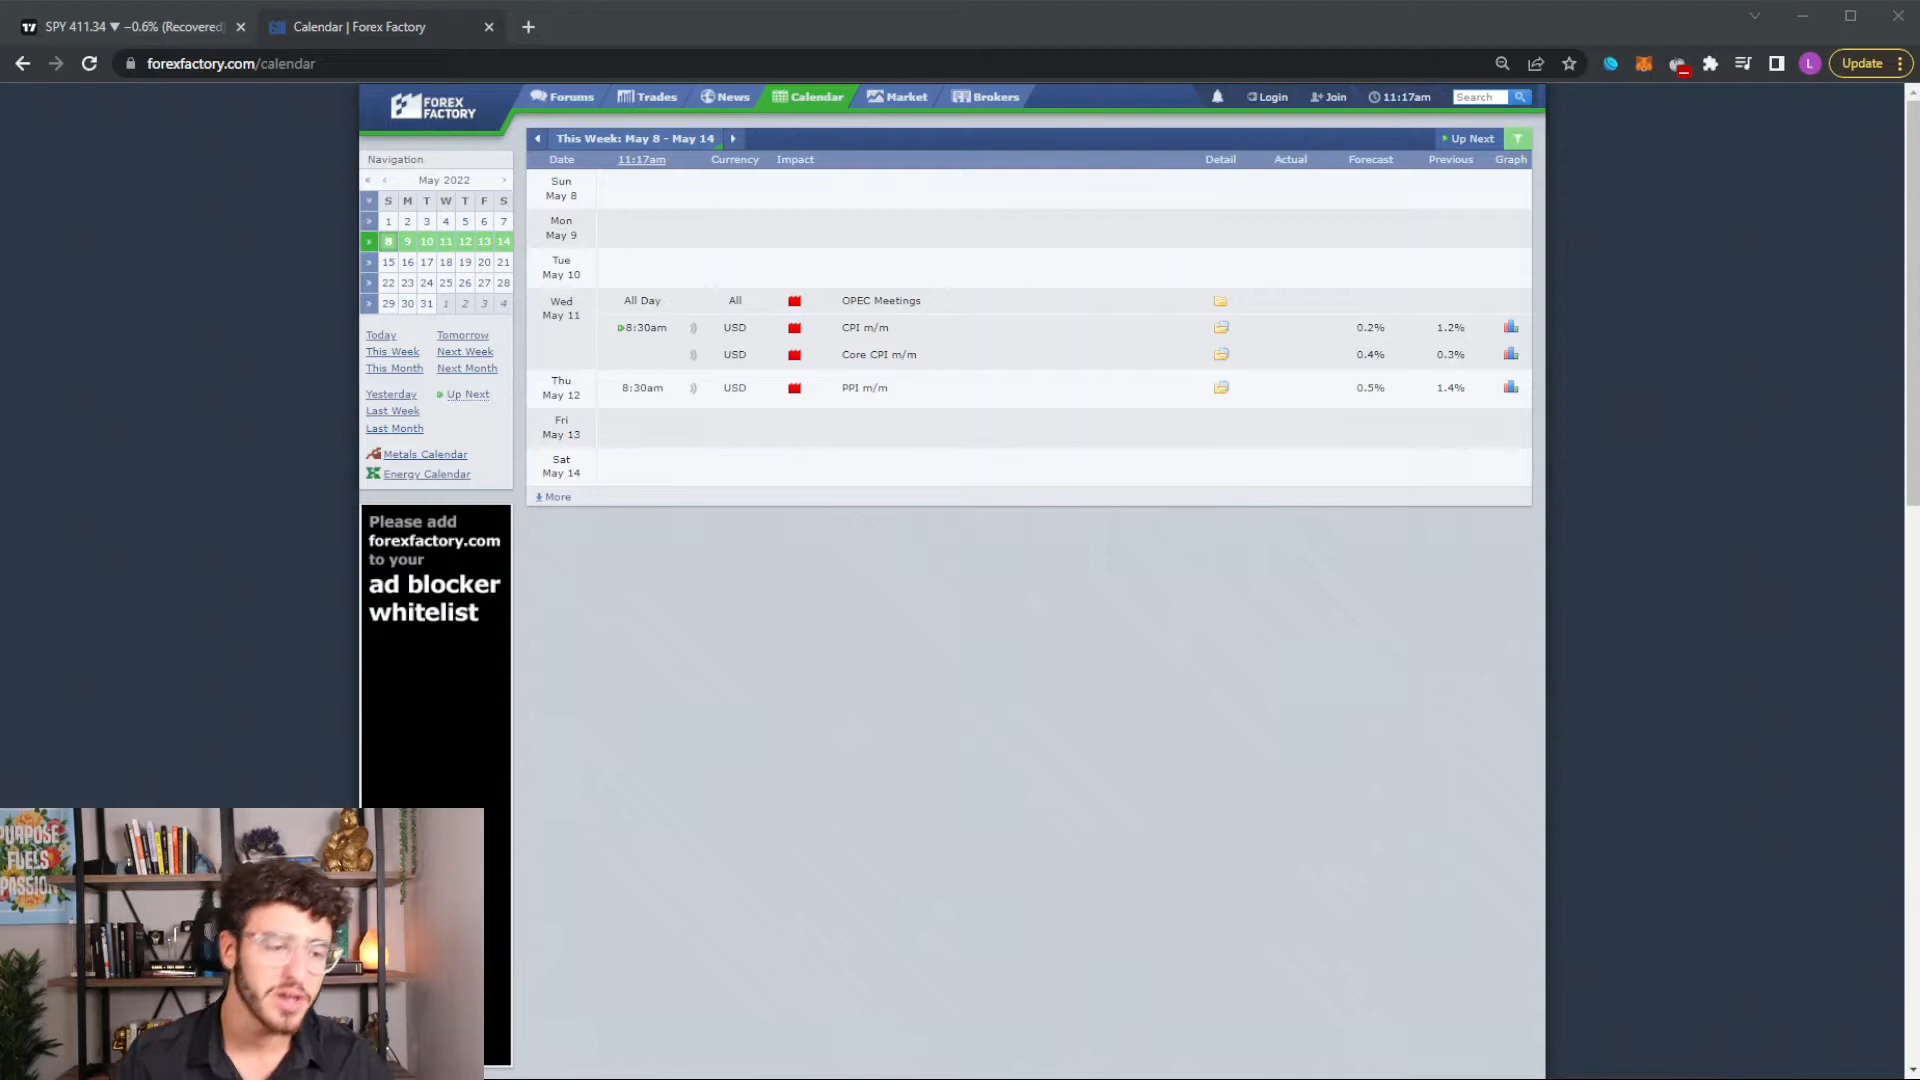 SPY 411.34 ▼ −0.6% (Recovered)
Calendar | Forex Factory
forexfactory.com/calendar
Update
FOREX
FACTORY
Forums
Trades
News
Calendar
Market
Brokers
Login
Join
11:17am
Search
Navigation
« ‹ May 2022 ›
S M T W T F S
» 1 2 3 4 5 6 7
» 8 9 10 11 12 13 14
» 15 16 17 18 19 20 21
» 22 23 24 25 26 27 28
» 29 30 31 1 2 3 4
Today Tomorrow
This Week Next Week
This Month Next Month
Yesterday Up Next
Last Week
Last Month
Metals Calendar
Energy Calendar
This Week: May 8 - May 14
Up Next
Date 11:17am Currency Impact Detail Actual Forecast Previous Graph
Sun
May 8
Mon
May 9
Tue
May 10
Wed
May 11
All Day All OPEC Meetings
8:30am USD CPI m/m 0.2% 1.2%
USD Core CPI m/m 0.4% 0.3%
Thu
May 12
8:30am USD PPI m/m 0.5% 1.4%
Fri
May 13
Sat
May 14
More
Please add
forexfactory.com
to your
ad blocker
whitelist
PURPOSE
FUELS
PASSION
L